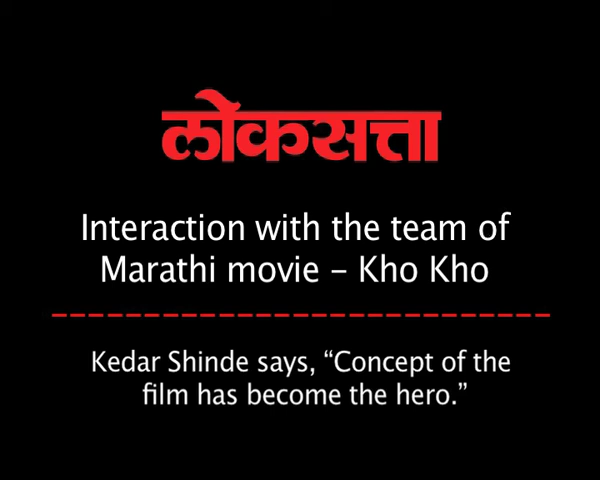 लोकसत्ता
Interaction with the team of
Marathi movie – Kho Kho
Kedar Shinde says, “Concept of the
film has become the hero.”